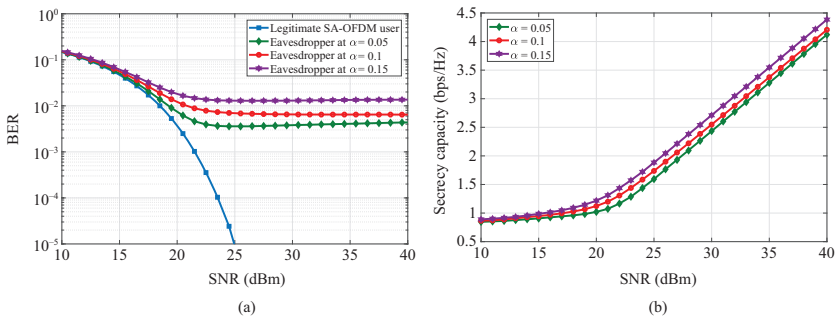 10^0
10^-1
10^-2
10^-3
10^-4
10^-5
BER
10
15
20
25
30
35
40
SNR (dBm)
Legitimate SA-OFDM user
Eavesdropper at α = 0.05
Eavesdropper at α = 0.1
Eavesdropper at α = 0.15
(a)
4.5
4
3.5
3
2.5
2
1.5
1
0.5
Secrecy capacity (bps/Hz)
10
15
20
25
30
35
40
SNR (dBm)
α = 0.05
α = 0.1
α = 0.15
(b)